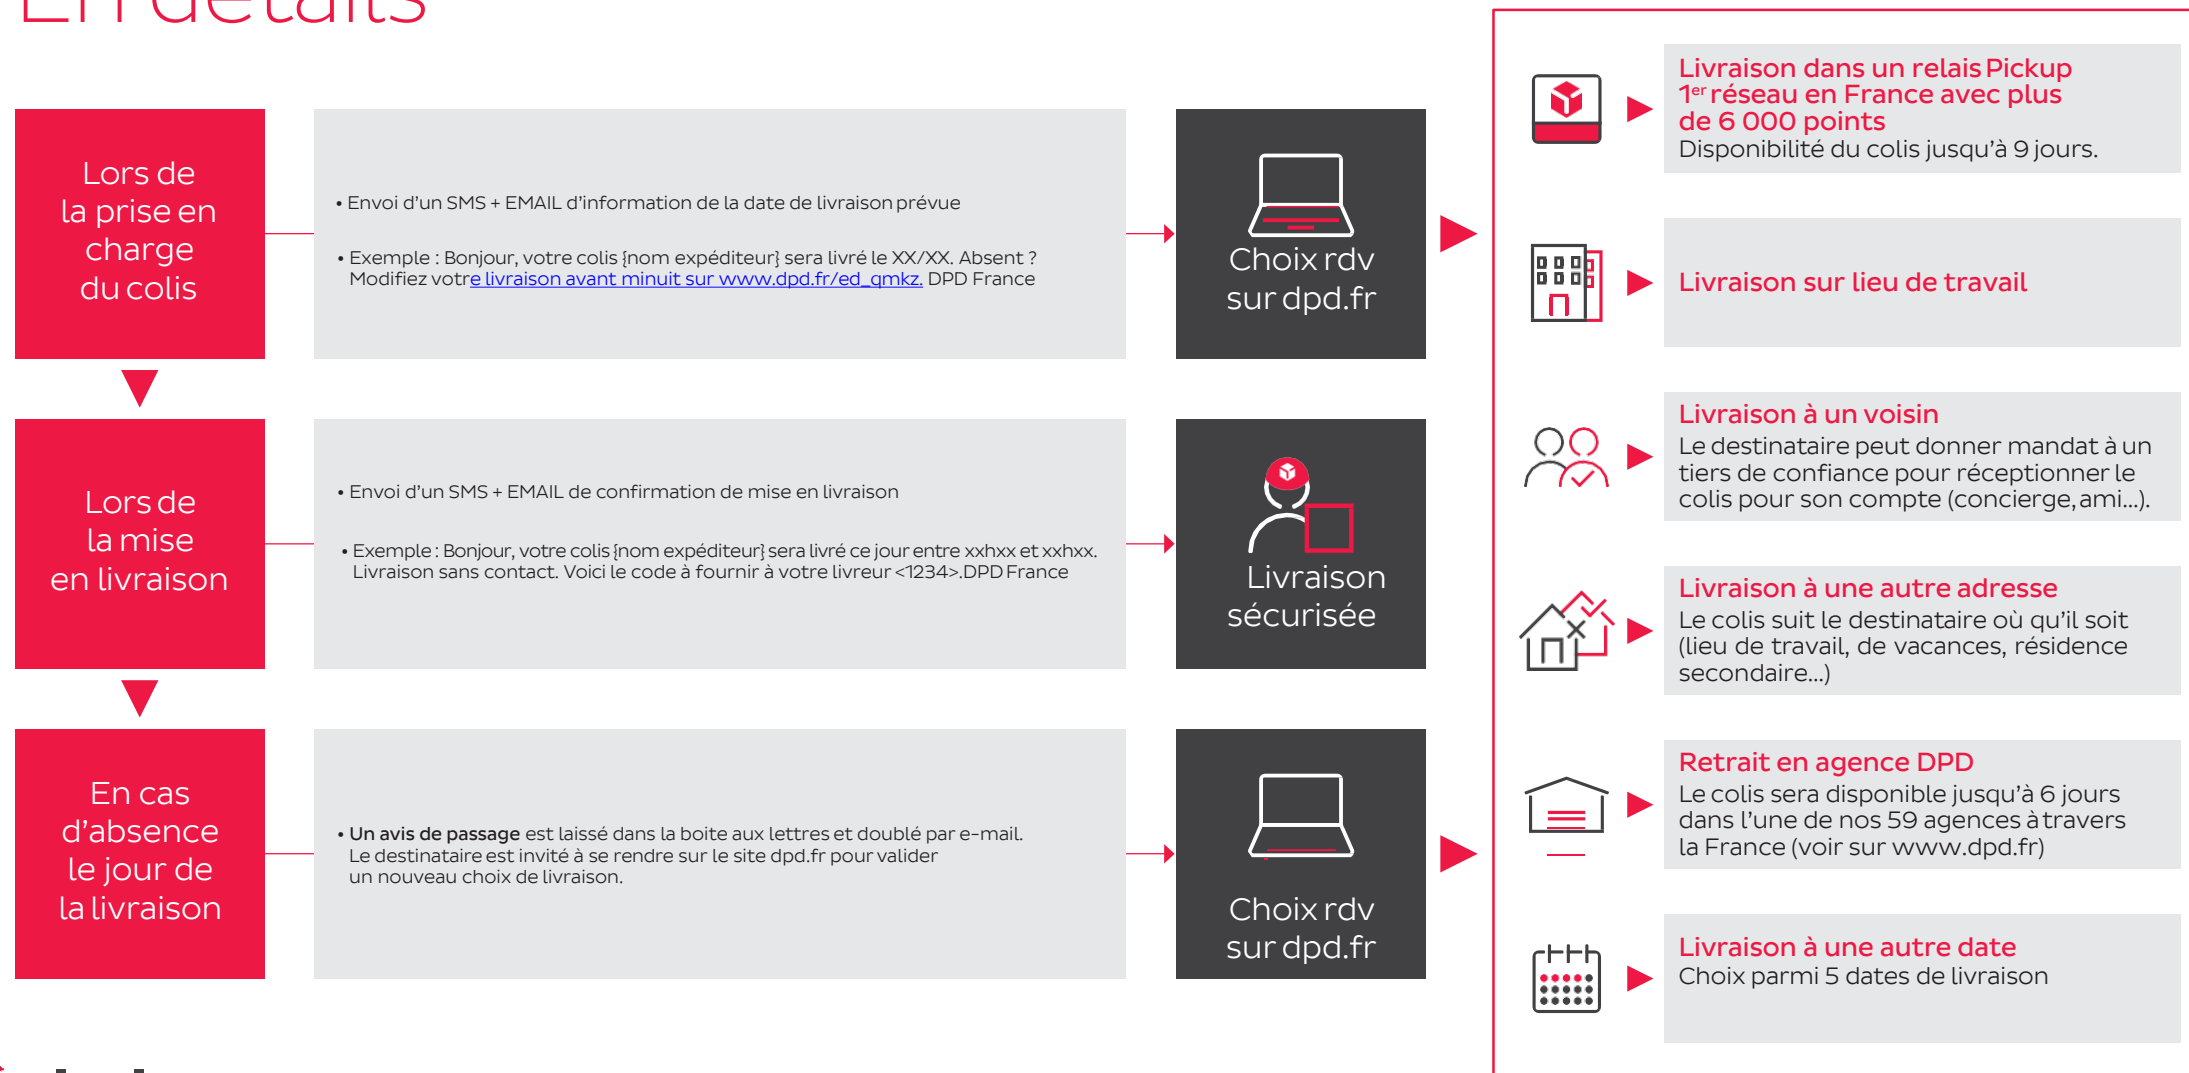 En détails
Lors de
la prise en
charge
du colis
• Envoi d'un SMS + EMAIL d'information de la date de livraison prévue
• Exemple : Bonjour, votre colis {nom expéditeur} sera livré le XX/XX. Absent ?
Modifiez votre livraison avant minuit sur www.dpd.fr/ed_qmkz. DPD France
Choix rdv
sur dpd.fr
Lors de
la mise
en livraison
• Envoi d'un SMS + EMAIL de confirmation de mise en livraison
• Exemple : Bonjour, votre colis {nom expéditeur} sera livré ce jour entre xxhxx et xxhxx.
Livraison sans contact. Voici le code à fournir à votre livreur <1234>.DPD France
Livraison
sécurisée
En cas
d'absence
le jour de
la livraison
• Un avis de passage est laissé dans la boite aux lettres et doublé par e-mail.
Le destinataire est invité à se rendre sur le site dpd.fr pour valider
un nouveau choix de livraison.
Choix rdv
sur dpd.fr
Livraison dans un relais Pickup
1er réseau en France avec plus
de 6 000 points
Disponibilité du colis jusqu'à 9 jours.
Livraison sur lieu de travail
Livraison à un voisin
Le destinataire peut donner mandat à un
tiers de confiance pour réceptionner le
colis pour son compte (concierge, ami...).
Livraison à une autre adresse
Le colis suit le destinataire où qu'il soit
(lieu de travail, de vacances, résidence
secondaire...)
Retrait en agence DPD
Le colis sera disponible jusqu'à 6 jours
dans l'une de nos 59 agences à travers
la France (voir sur www.dpd.fr)
Livraison à une autre date
Choix parmi 5 dates de livraison